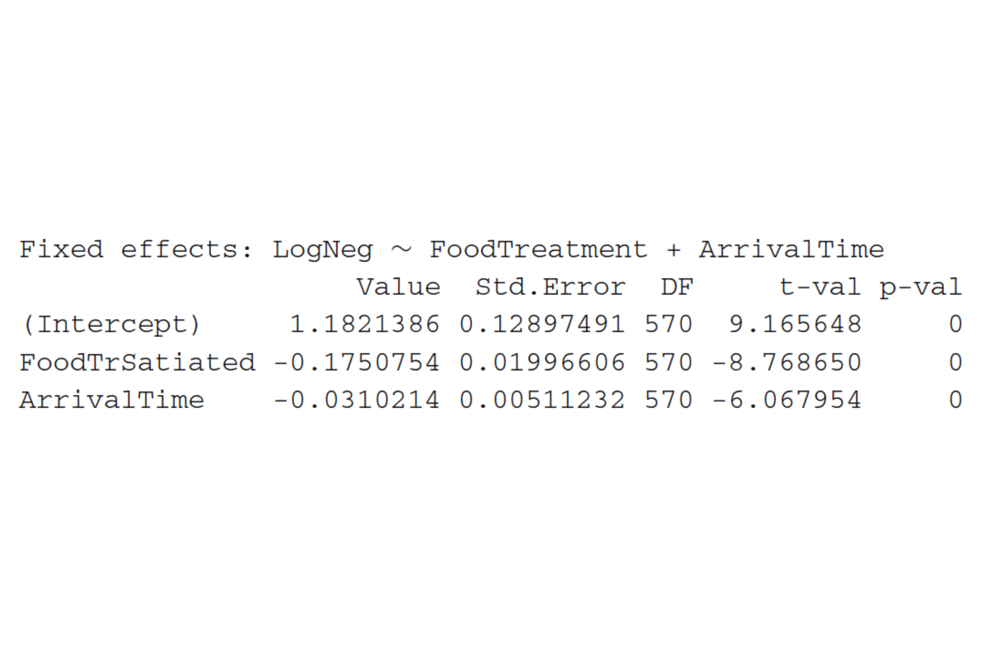 Fixed effects: LogNeg ~ FoodTreatment + ArrivalTime
Value Std.Error DF t-val p-val
(Intercept) 1.1821386 0.12897491 570 9.165648 0
FoodTrSatiated -0.1750754 0.01996606 570 -8.768650 0
ArrivalTime -0.0310214 0.00511232 570 -6.067954 0